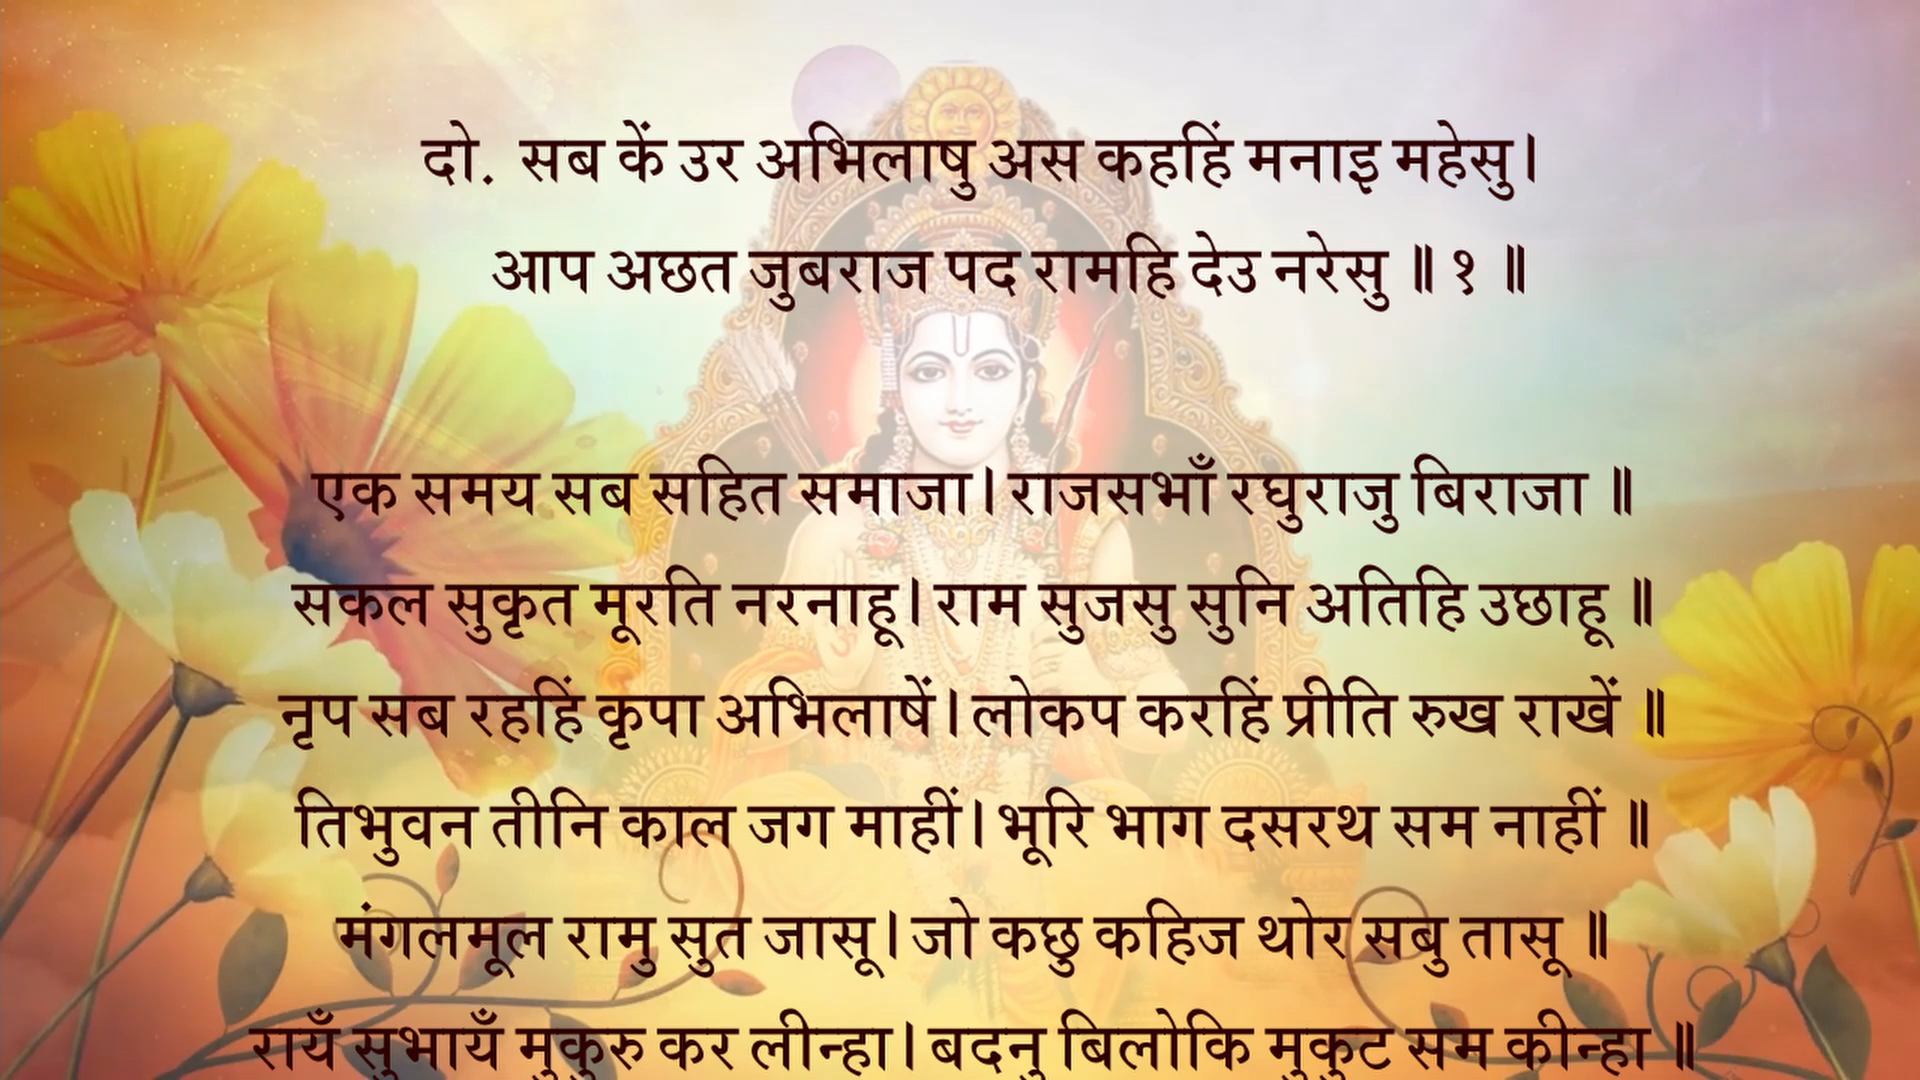 दो. सब कें उर अभिलाषु अस कहहिं मनाइ महेसु।
आप अछत जुबराज पद रामहि देउ नरेसु ॥ १ ॥
एक समय सब सहित समाजा। राजसभाँ रघुराजु बिराजा ॥
सकल सुकृत मूरति नरनाहू। राम सुजसु सुनि अतिहि उछाहू ॥
नृप सब रहहिं कृपा अभिलाषें। लोकप करहिं प्रीति रुख राखें ॥
तिभुवन तीनि काल जग माहीं। भूरि भाग दसरथ सम नाहीं ॥
मंगलमूल रामु सुत जासू। जो कछु कहिज थोर सबु तासू ॥
रायँ सुभायँ मुकुरु कर लीन्हा। बदनु बिलोकि मुकुट सम कीन्हा ॥